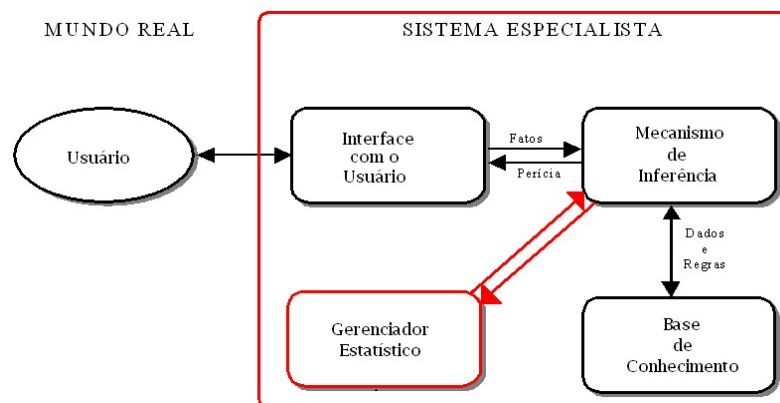 MUNDO REAL
SISTEMA ESPECIALISTA
Usuário
Interface
com o
Usuário
Fatos
Perícia
Mecanismo
de
Inferência
Dados
e
Regras
Gerenciador
Estatístico
Base
de
Conhecimento